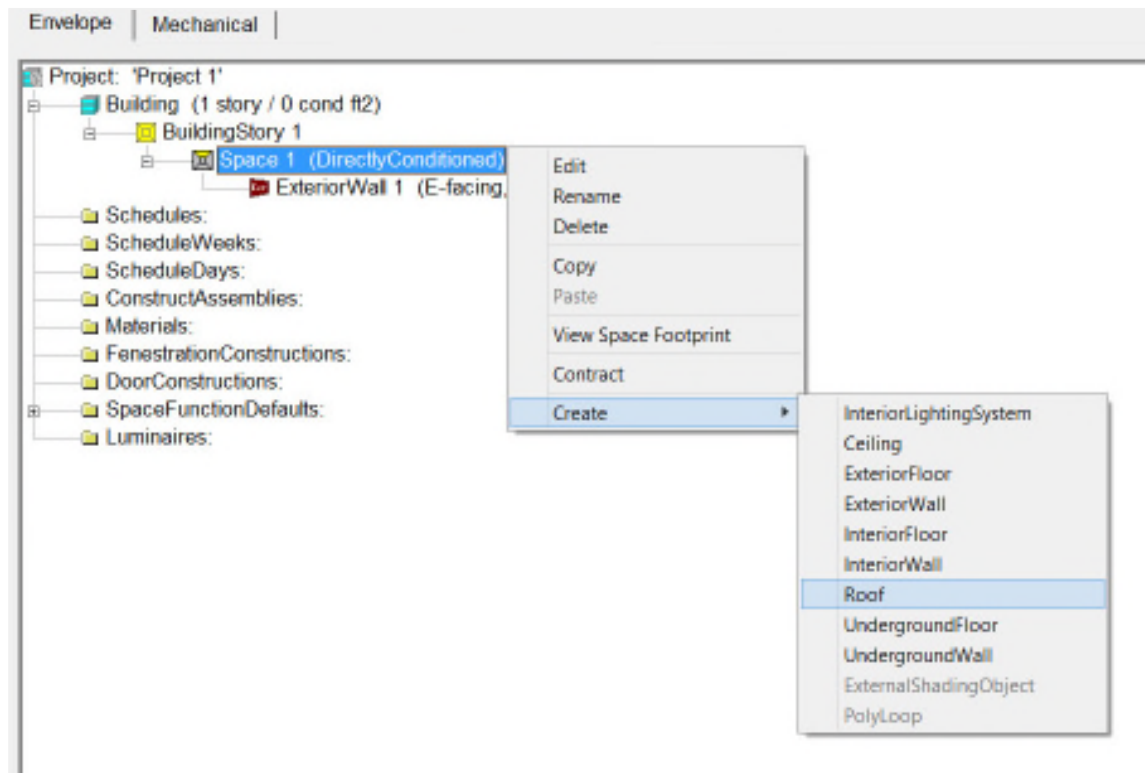 Envelope
Mechanical
Project: 'Project 1'
Building (1 story / 0 cond ft2)
BuildingStory 1
Space 1 (DirectlyConditioned)
ExteriorWall 1 (E-facing,
Schedules:
ScheduleWeeks:
ScheduleDays:
ConstructAssemblies:
Materials:
FenestrationConstructions:
DoorConstructions:
SpaceFunctionDefaults:
Luminaires:
Edit
Rename
Delete
Copy
Paste
View Space Footprint
Contract
Create
InteriorLightingSystem
Ceiling
ExteriorFloor
ExteriorWall
InteriorFloor
InteriorWall
Roof
UndergroundFloor
UndergroundWall
ExternalShadingObject
PolyLoop